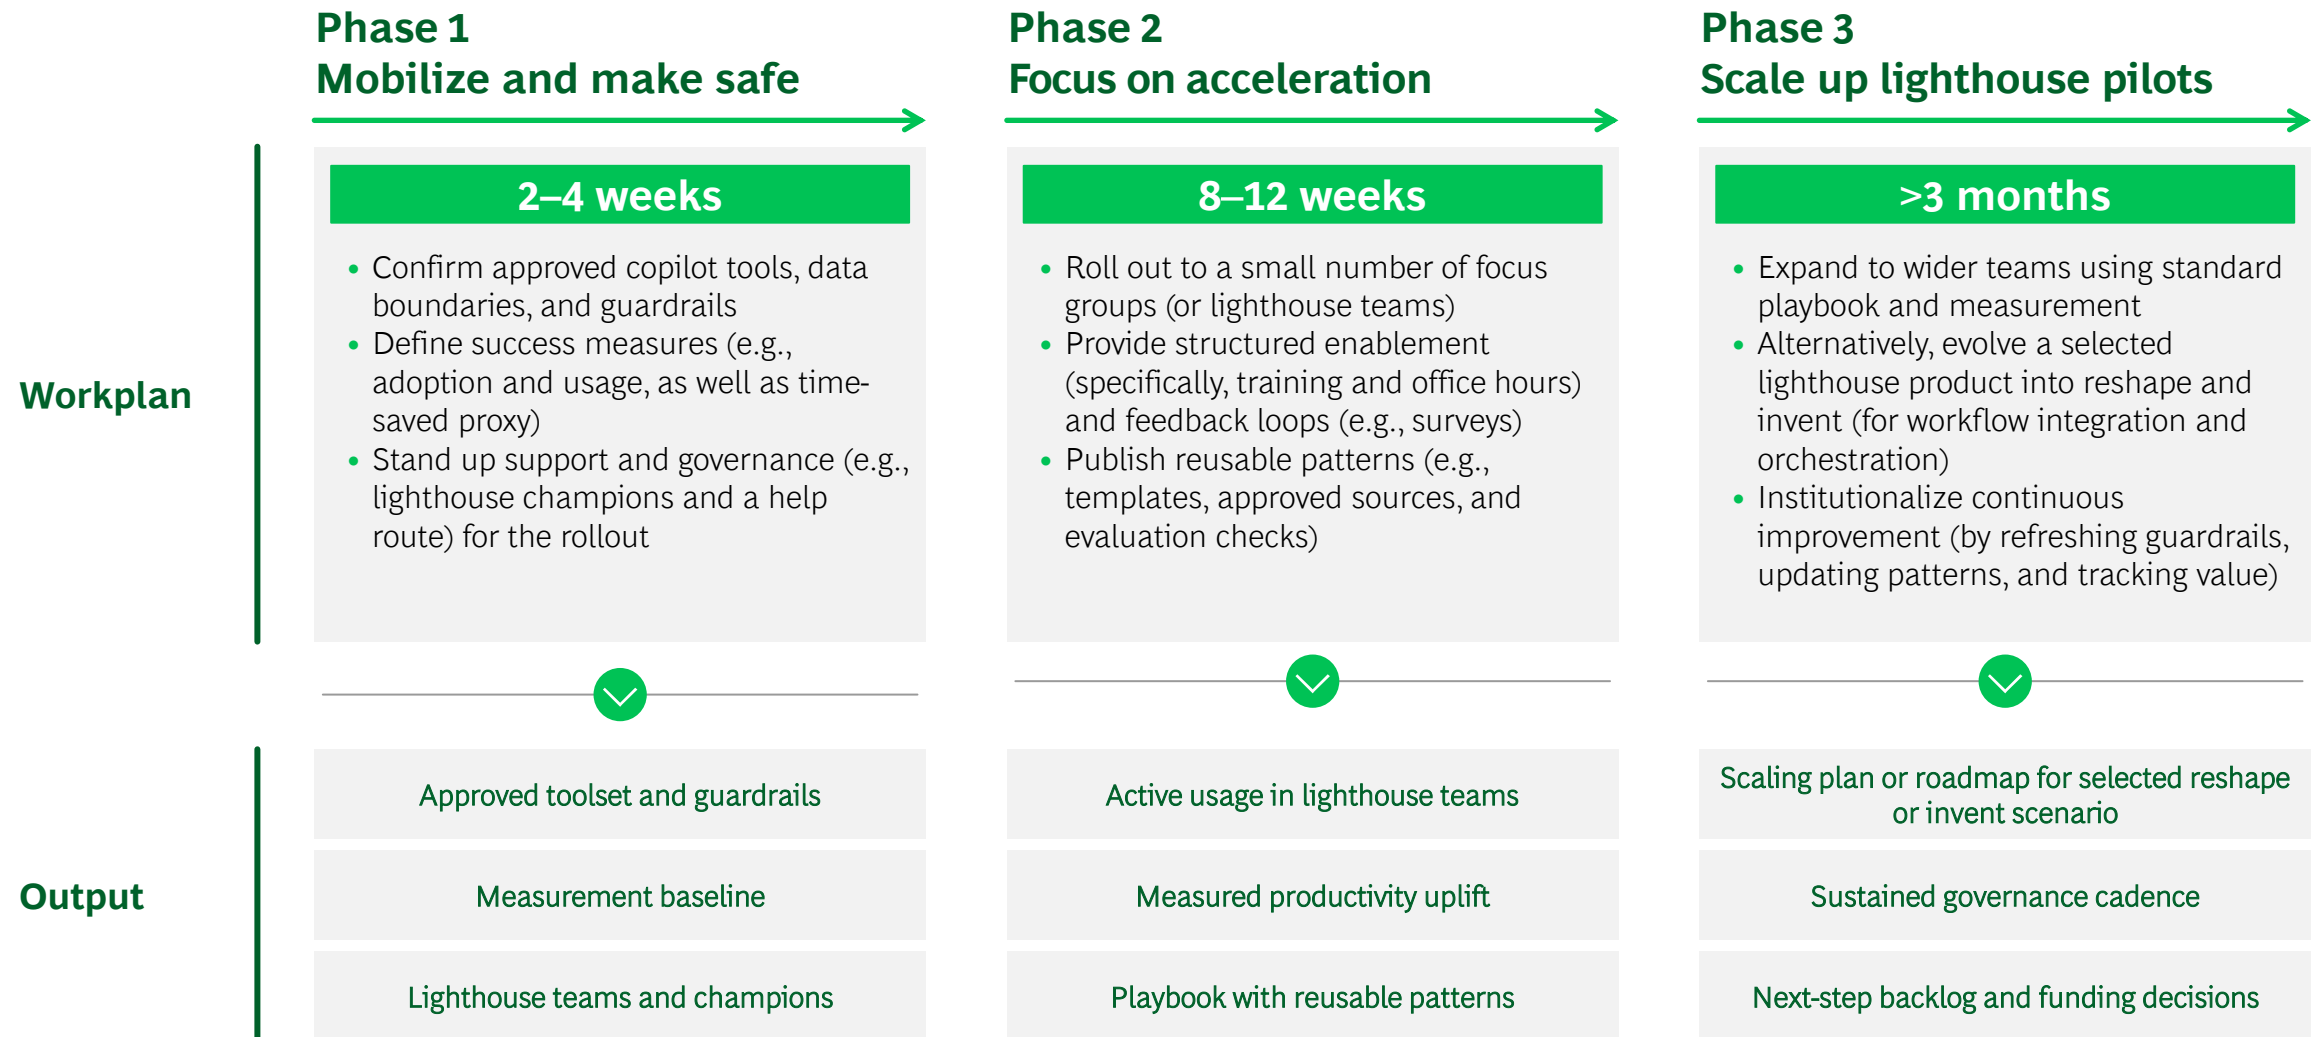 Phase 1
Mobilize and make safe
Phase 2
Focus on acceleration
Phase 3
Scale up lighthouse pilots
Workplan
2–4 weeks
• Confirm approved copilot tools, data
boundaries, and guardrails
• Define success measures (e.g.,
adoption and usage, as well as time-
saved proxy)
• Stand up support and governance (e.g.,
lighthouse champions and a help
route) for the rollout
8–12 weeks
• Roll out to a small number of focus
groups (or lighthouse teams)
• Provide structured enablement
(specifically, training and office hours)
and feedback loops (e.g., surveys)
• Publish reusable patterns (e.g.,
templates, approved sources, and
evaluation checks)
>3 months
• Expand to wider teams using standard
playbook and measurement
• Alternatively, evolve a selected
lighthouse product into reshape and
invent (for workflow integration and
orchestration)
• Institutionalize continuous
improvement (by refreshing guardrails,
updating patterns, and tracking value)
Output
Approved toolset and guardrails
Measurement baseline
Lighthouse teams and champions
Active usage in lighthouse teams
Measured productivity uplift
Playbook with reusable patterns
Scaling plan or roadmap for selected reshape
or invent scenario
Sustained governance cadence
Next-step backlog and funding decisions